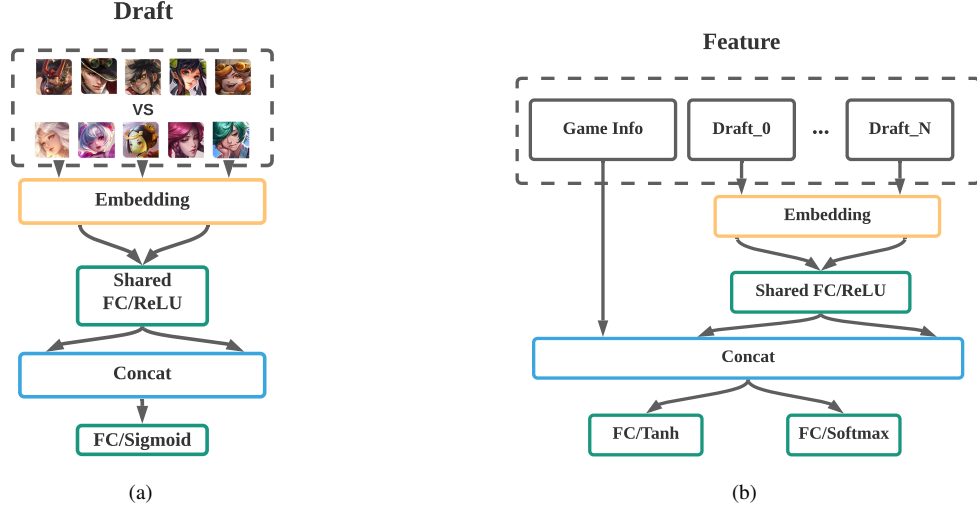 Draft
VS
Embedding
Shared
FC/ReLU
Concat
FC/Sigmoid
(a)
Feature
Game Info
Draft_0
...
Draft_N
Embedding
Shared FC/ReLU
Concat
FC/Tanh
FC/Softmax
(b)